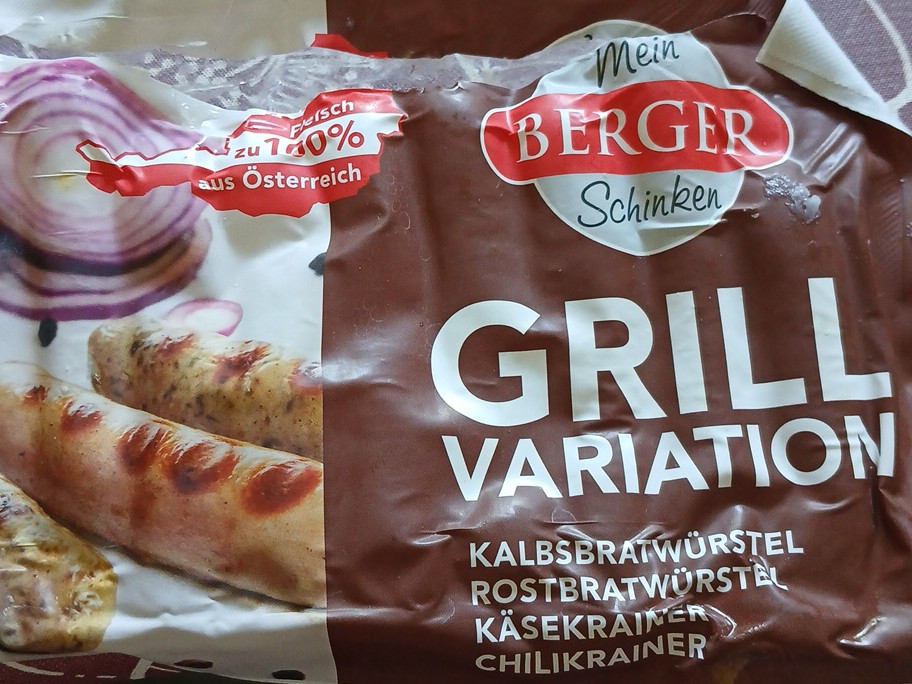 Fleisch
zu 100%
aus Österreich
Mein
BERGER
Schinken
GRILL
VARIATION
KALBSBRATWÜRSTEL
ROSTBRATWÜRSTEL
KÄSEKRAINER
CHILIKRAINER